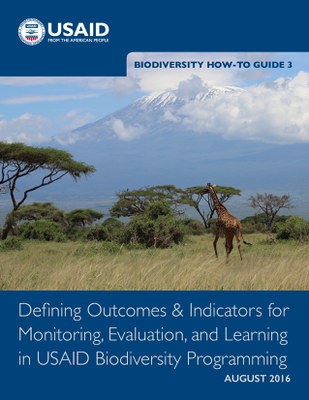 USAID
FROM THE AMERICAN PEOPLE
BIODIVERSITY HOW-TO GUIDE 3
Defining Outcomes & Indicators for
Monitoring, Evaluation, and Learning
in USAID Biodiversity Programming
AUGUST 2016